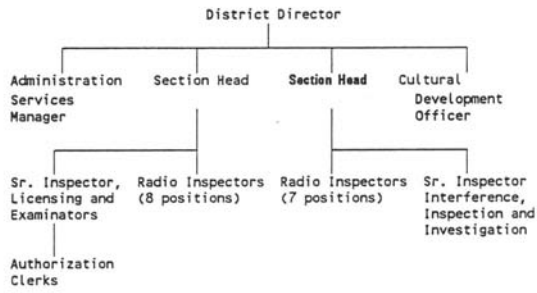 District Director
Administration Services Manager
Section Head
Section Head
Cultural Development Officer
Sr. Inspector, Licensing and Examinators
Radio Inspectors (8 positions)
Radio Inspectors (7 positions)
Sr. Inspector Interference, Inspection and Investigation
Authorization Clerks